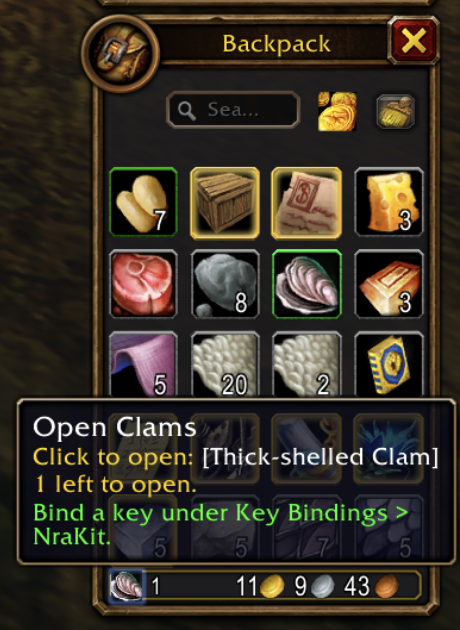 Backpack
Sea...
7
3
8
3
5
20
2
Open Clams
Click to open: [Thick-shelled Clam]
1 left to open.
Bind a key under Key Bindings >
NraKit.
5
5
7
5
1
11 9 43